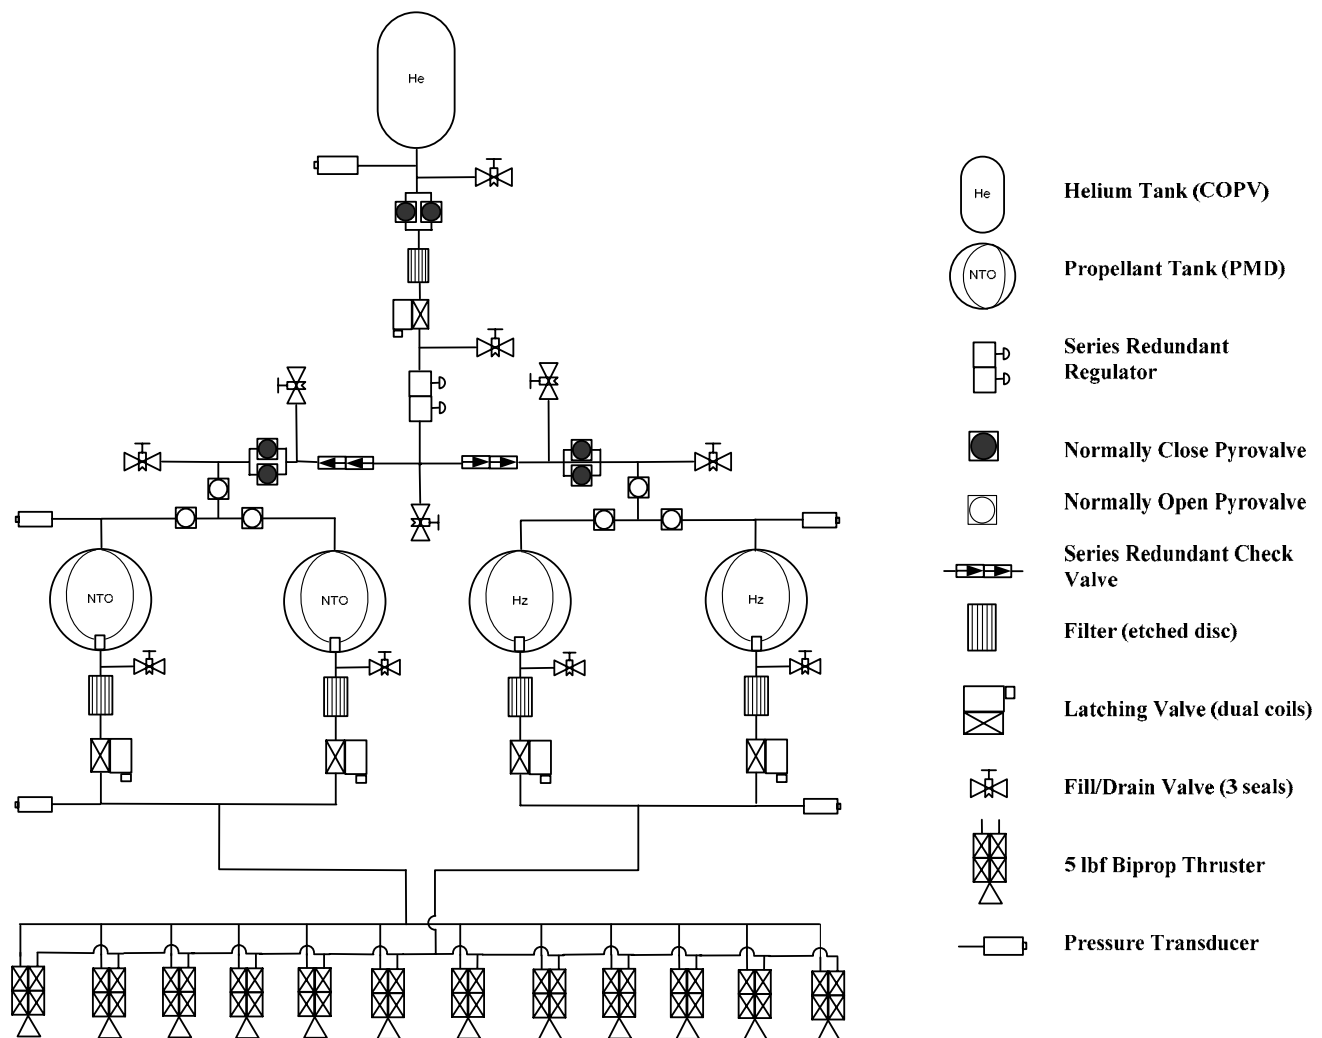 He
He
Helium Tank (COPV)
NTO
Propellant Tank (PMD)
Series Redundant
Regulator
Normally Close Pyrovalve
Normally Open Pyrovalve
Series Redundant Check
Valve
NTO
NTO
Hz
Hz
Filter (etched disc)
Latching Valve (dual coils)
Fill/Drain Valve (3 seals)
5 lbf Biprop Thruster
Pressure Transducer